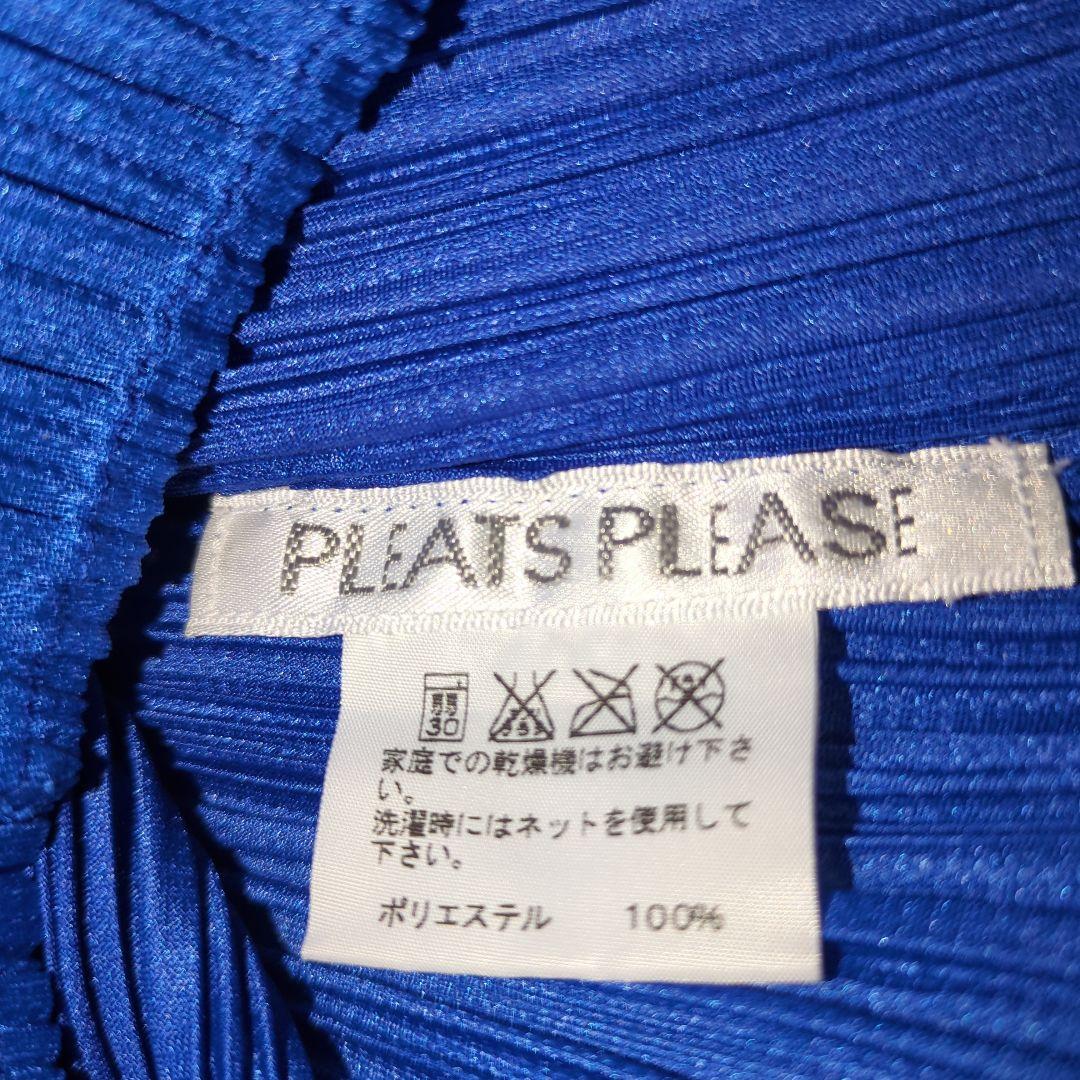 PLEATS PLEASE
弱
30
家庭での乾燥機はお避け下さ
い。
洗濯時にはネットを使用して
下さい。
ポリエステル 100%